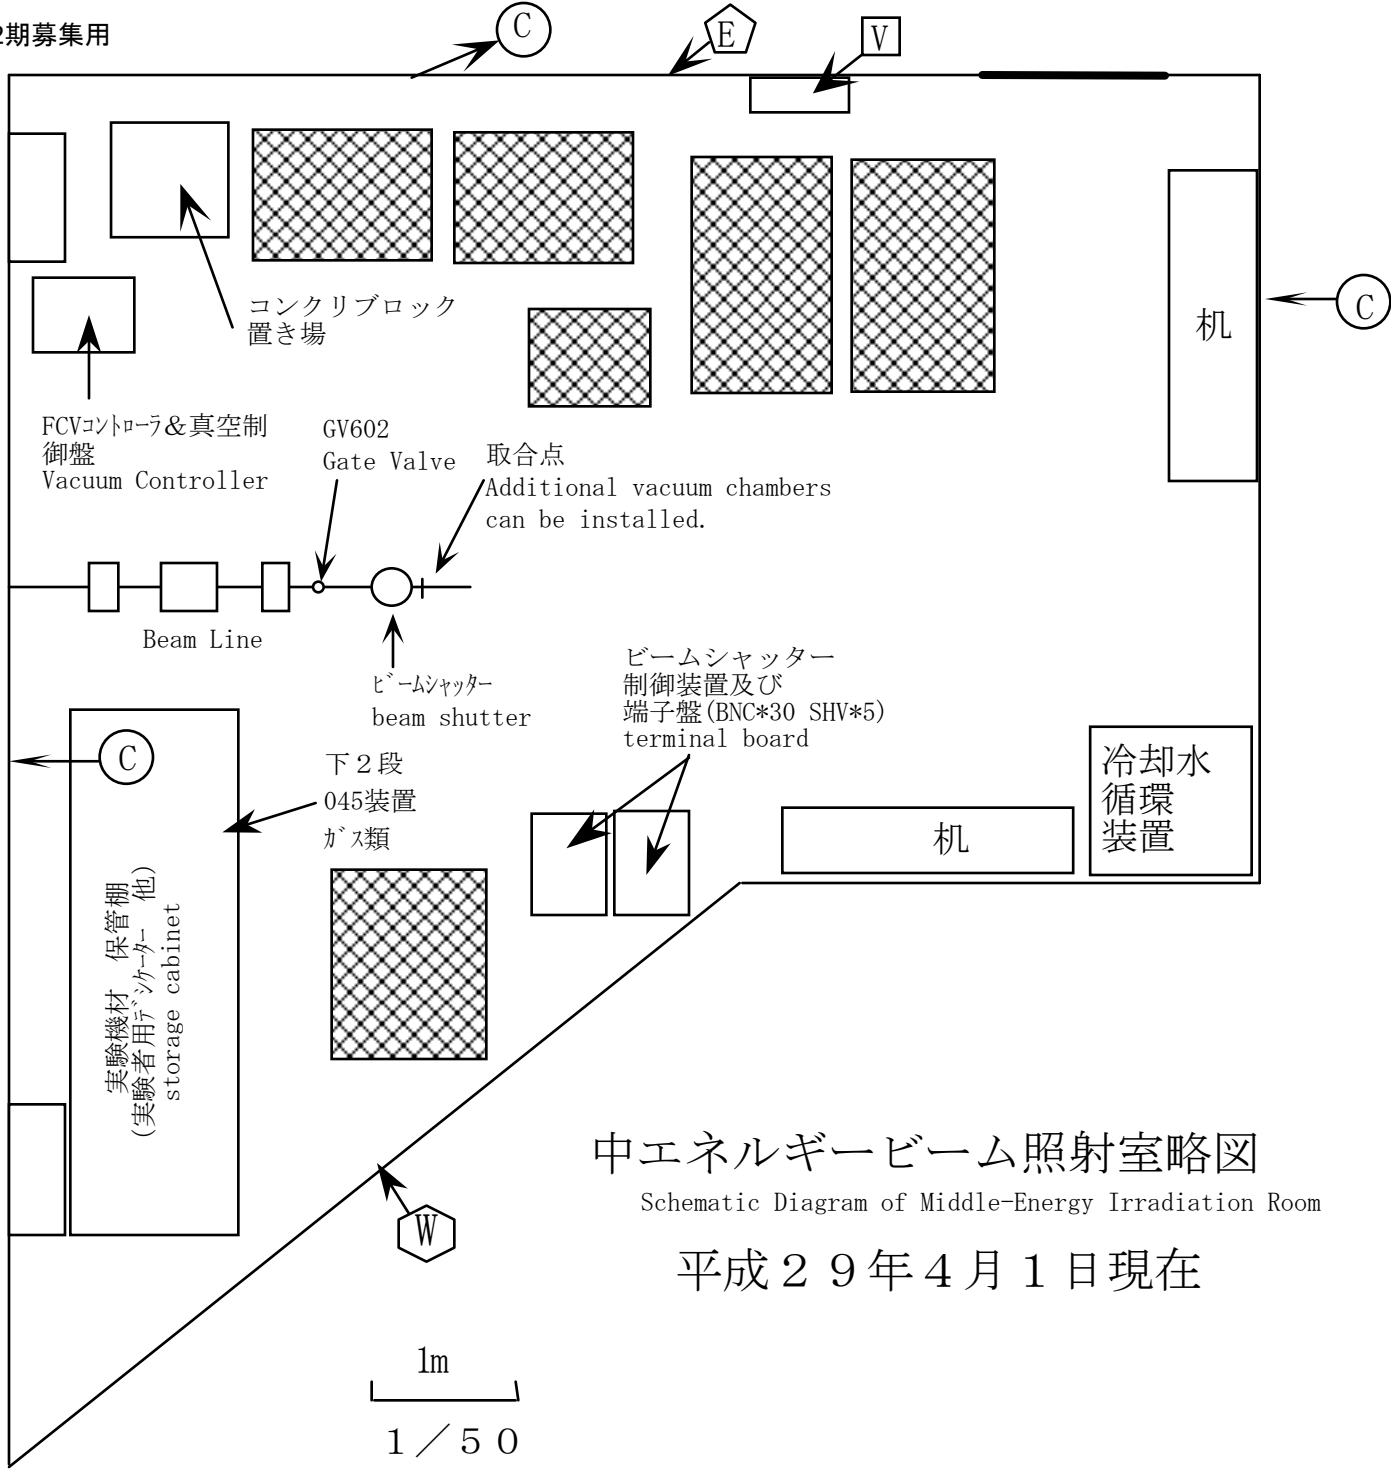 2期募集用
C
E
V
コンクリブロック
置き場
机
C
FCVｺﾝﾄﾛｰﾗ＆真空制
御盤
Vacuum Controller
GV602
Gate Valve
取合点
Additional vacuum chambers
can be installed.
Beam Line
ﾋﾞｰﾑｼｬｯﾀｰ
beam shutter
ビームシャッター
制御装置及び
端子盤(BNC*30 SHV*5)
terminal board
C
下２段
045装置
ｶﾞｽ類
冷却水
循環
装置
机
実験機材　保管棚
(実験者用ﾃﾞｼｹｰﾀｰ　他)
storage cabinet
中エネルギービーム照射室略図
Schematic Diagram of Middle-Energy Irradiation Room
W
平成２９年４月１日現在
1m
１／５０